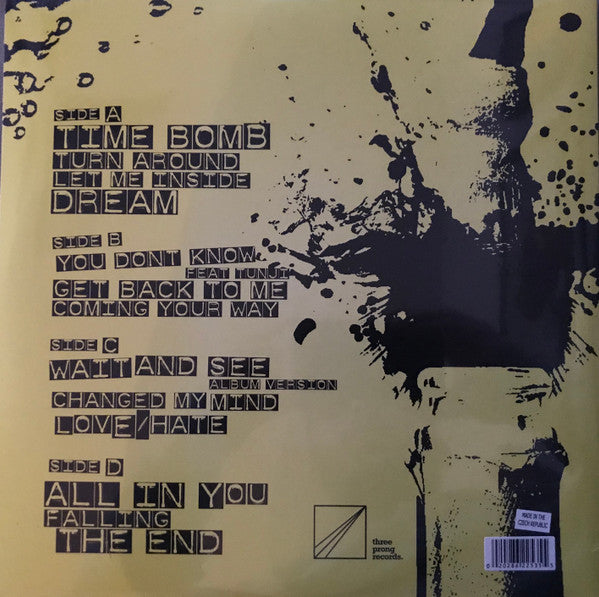 SIDE A
TIME BOMB
TURN AROUND
LET ME INSIDE
DREAM
SIDE B
YOU DONT KNOW
FEAT TUNJI
GET BACK TO ME
COMING YOUR WAY
SIDE C
WAIT AND SEE
ALBUM VERSION
CHANGED MY MIND
LOVE/HATE
SIDE D
ALL IN YOU
FALLING
THE END
three
prong
records.
MADE IN THE
CZECH REPUBLIC